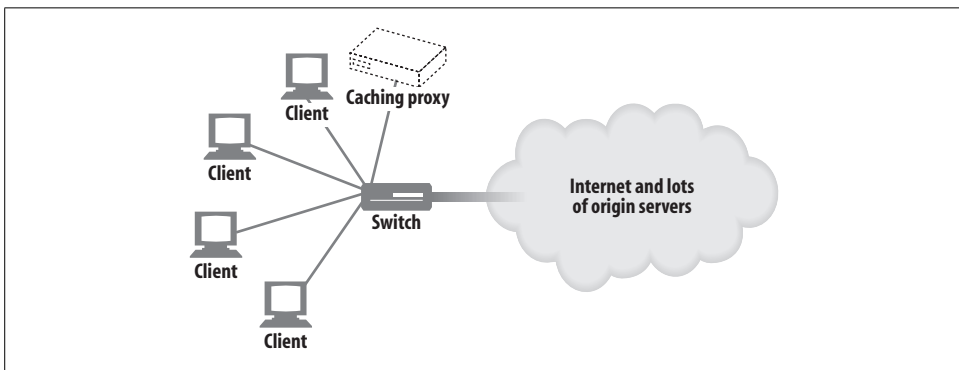 Caching proxy
Client
Client
Internet and lots
of origin servers
Switch
Client
Client